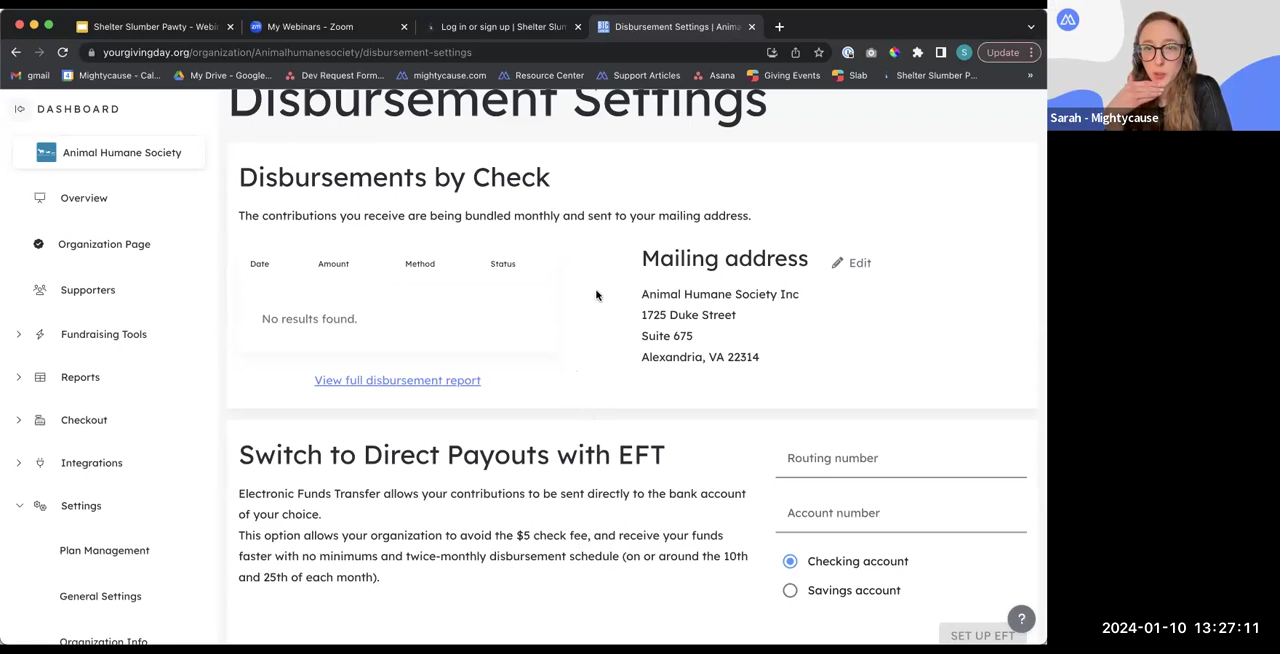 Shelter Slumber Pawty - Webi
My Webinars - Zoom
Log in or sign up | Shelter Slun
Disbursement Settings | Anima
yourgivingday.org/organization/Animalhumanesociety/disbursement-settings
S
Update
gmail
Mightycause - Cal...
My Drive - Google...
Dev Request Form...
mightycause.com
Resource Center
Support Articles
Asana
Giving Events
Slab
Shelter Slumber P...
»
DASHBOARD
Animal Humane Society
Overview
Organization Page
Supporters
Fundraising Tools
Reports
Checkout
Integrations
Settings
Plan Management
General Settings
Organization Info
Disbursement Settings
Disbursements by Check
The contributions you receive are being bundled monthly and sent to your mailing address.
Date Amount Method Status
No results found.
View full disbursement report
Mailing address
Edit
Animal Humane Society Inc
1725 Duke Street
Suite 675
Alexandria, VA 22314
Switch to Direct Payouts with EFT
Electronic Funds Transfer allows your contributions to be sent directly to the bank account
of your choice.
This option allows your organization to avoid the $5 check fee, and receive your funds
faster with no minimums and twice-monthly disbursement schedule (on or around the 10th
and 25th of each month).
Routing number
Account number
Checking account
Savings account
SET UP EFT
?
Sarah - Mightycause
2024-01-10 13:27:11